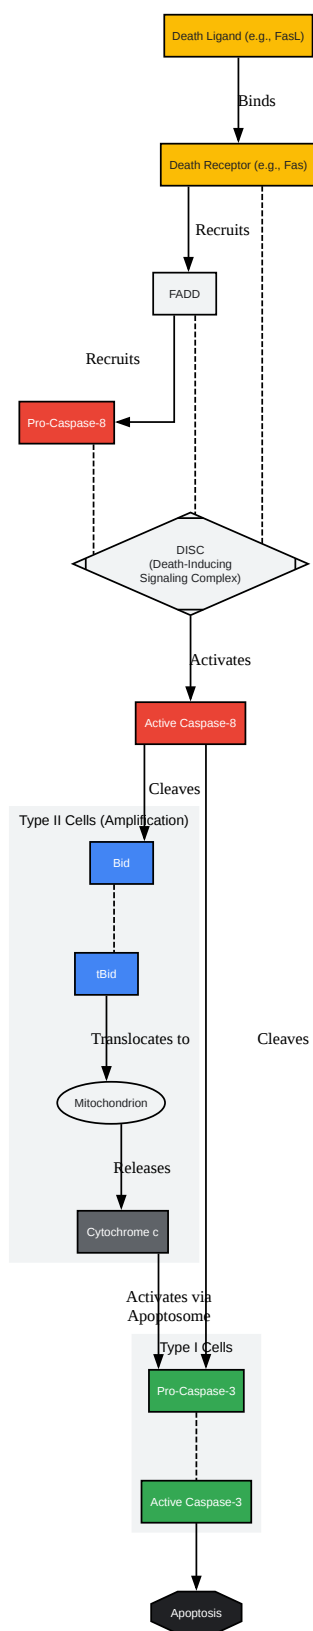 Death Ligand (e.g., FasL)
Binds
Death Receptor (e.g., Fas)
Recruits
FADD
Recruits
Pro-Caspase-8
DISC
(Death-Inducing
Signaling Complex)
Activates
Active Caspase-8
Cleaves
Type II Cells (Amplification)
Bid
tBid
Translocates to
Cleaves
Mitochondrion
Releases
Cytochrome c
Activates via
Apoptosome
Type I Cells
Pro-Caspase-3
Active Caspase-3
Apoptosis